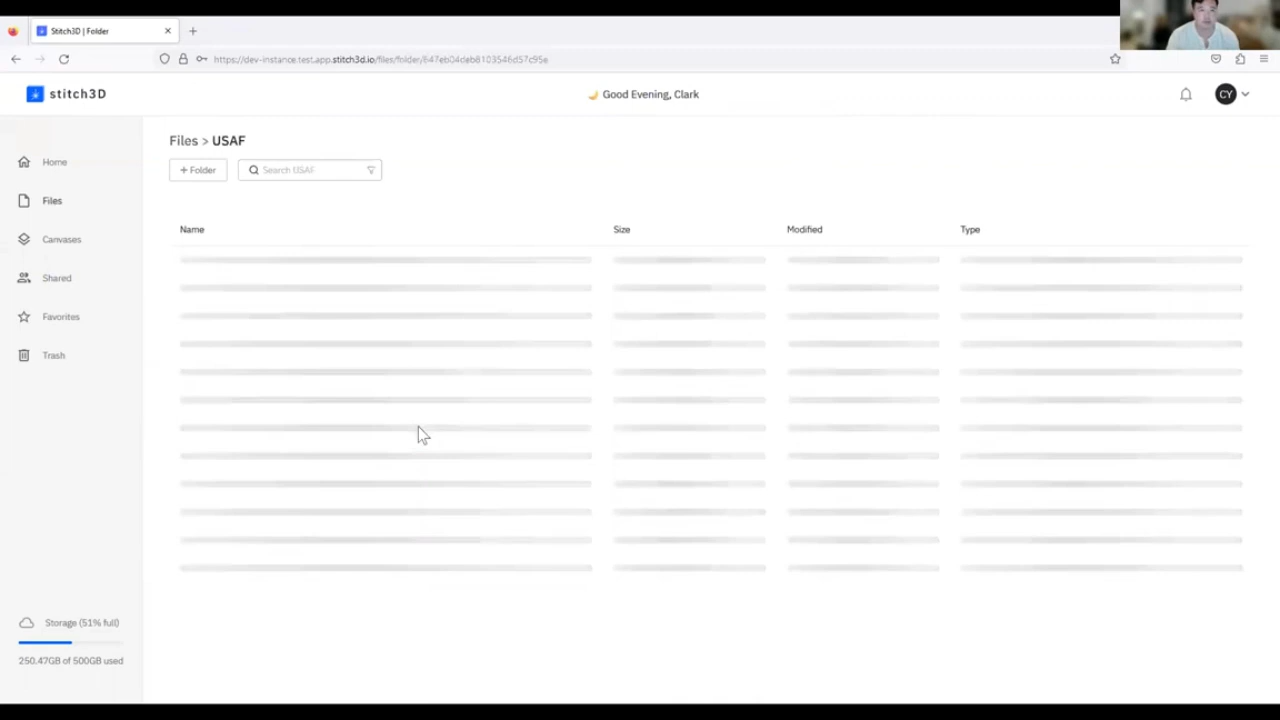 Stitch3D | Folder
stitch3D
Good Evening, Clark
CY
Home
Files
Canvases
Shared
Favorites
Trash
Storage (51% full)
250.47GB of 500GB used
Files > USAF
+ Folder
Search USAF
Name Size Modified Type